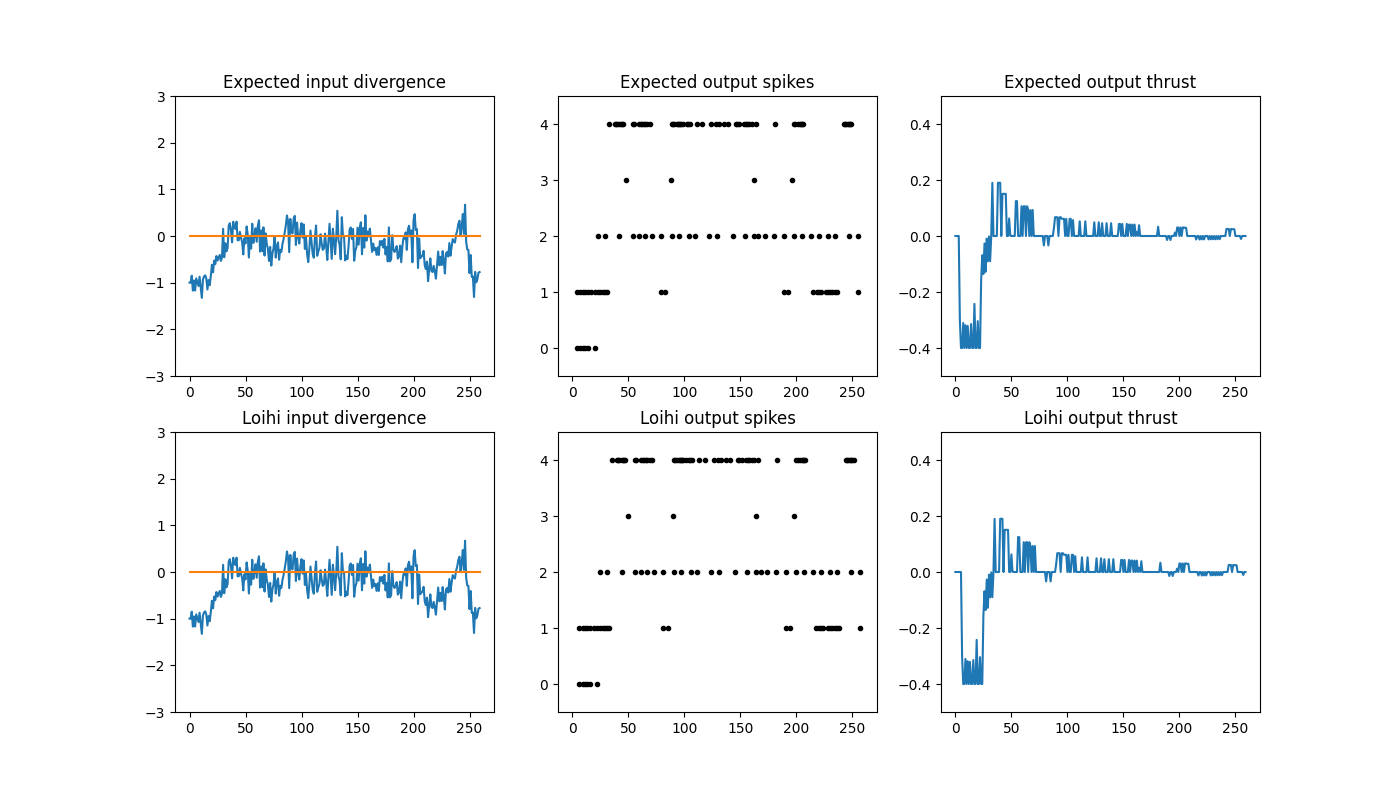 Expected input divergence
3
2
1
0
−1
−2
−3
0 50 100 150 200 250
Expected output spikes
4
3
2
1
0
0 50 100 150 200 250
Expected output thrust
0.4
0.2
0.0
−0.2
−0.4
0 50 100 150 200 250
Loihi input divergence
3
2
1
0
−1
−2
−3
0 50 100 150 200 250
Loihi output spikes
4
3
2
1
0
0 50 100 150 200 250
Loihi output thrust
0.4
0.2
0.0
−0.2
−0.4
0 50 100 150 200 250